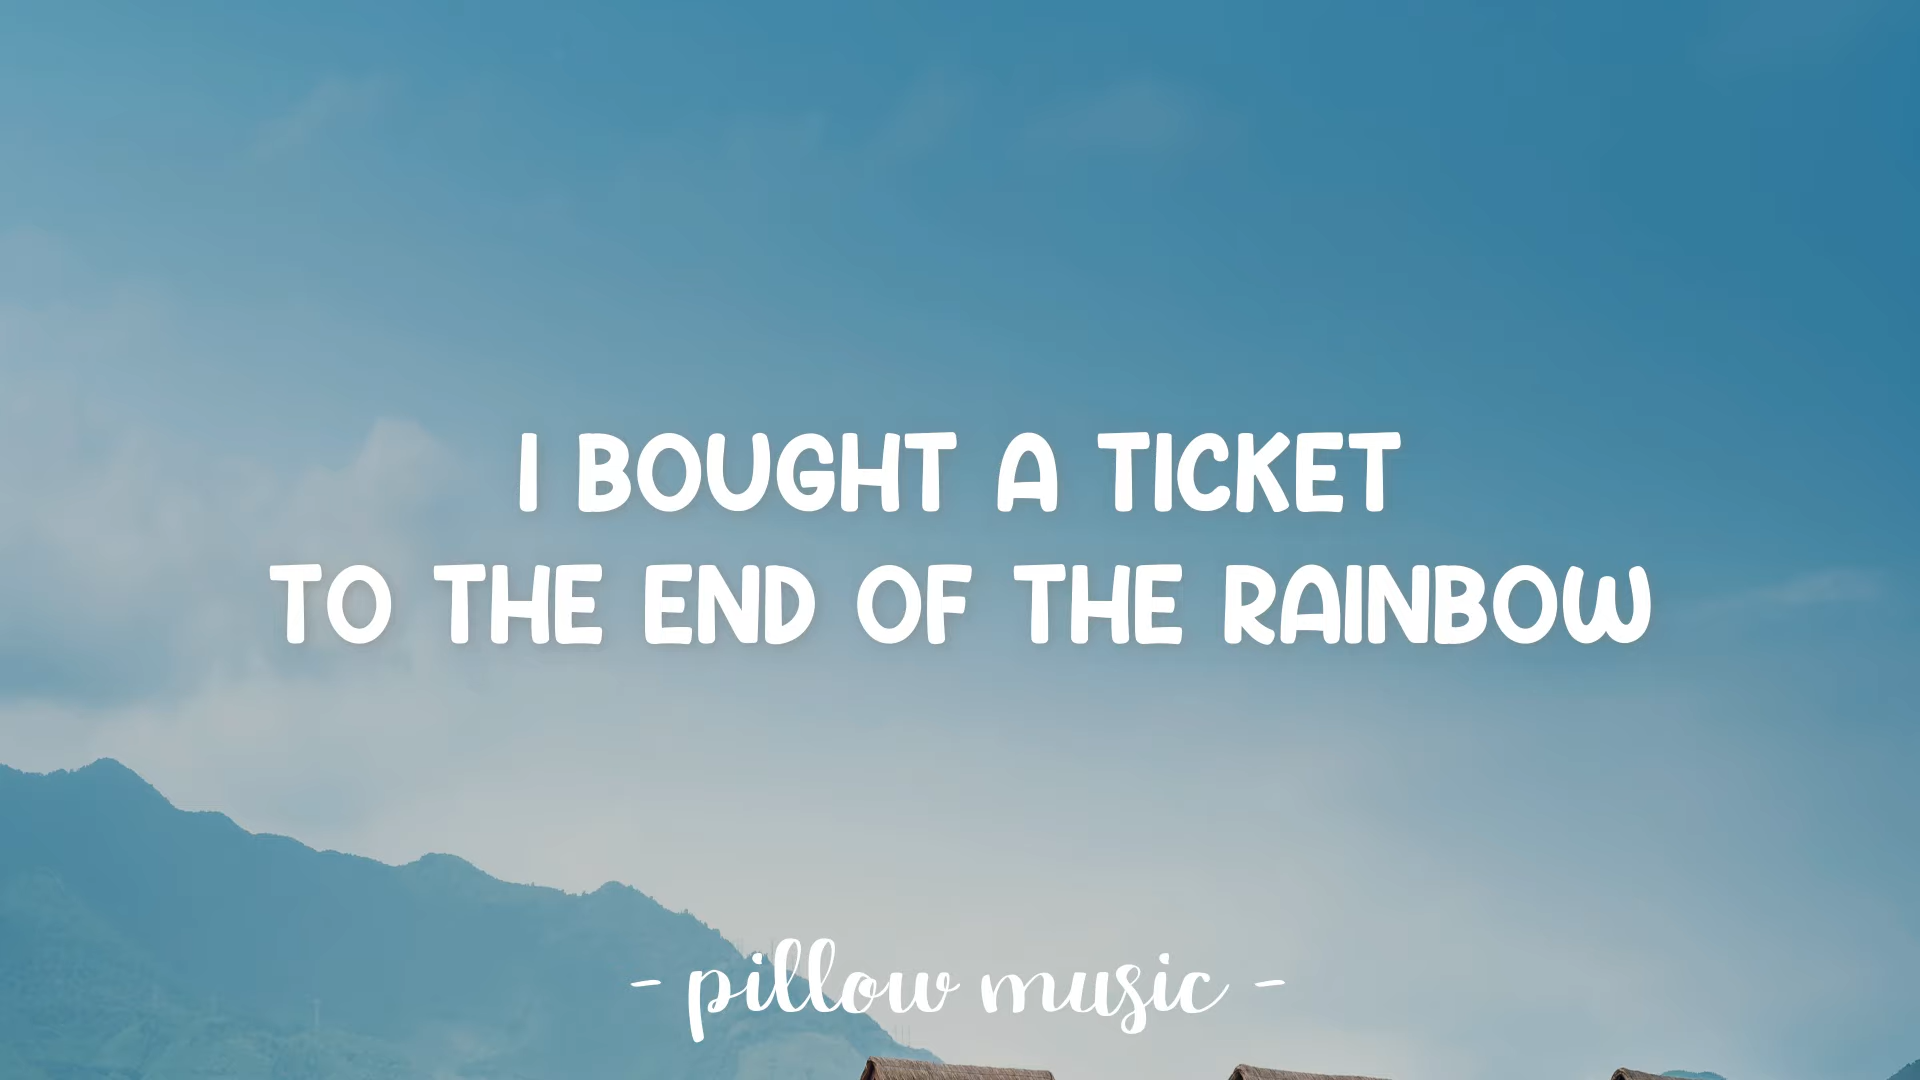 I BOUGHT A TICKET
TO THE END OF THE RAINBOW
- pillow music -